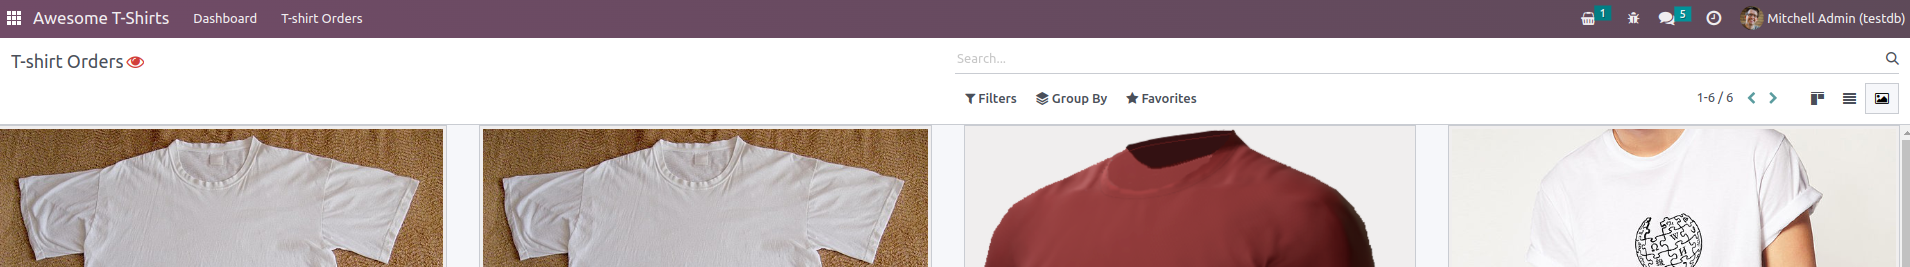 Awesome T-Shirts Dashboard T-shirt Orders 1 5 Mitchell Admin (testdb)
T-shirt Orders Search...
Filters Group By Favorites 1-6 / 6